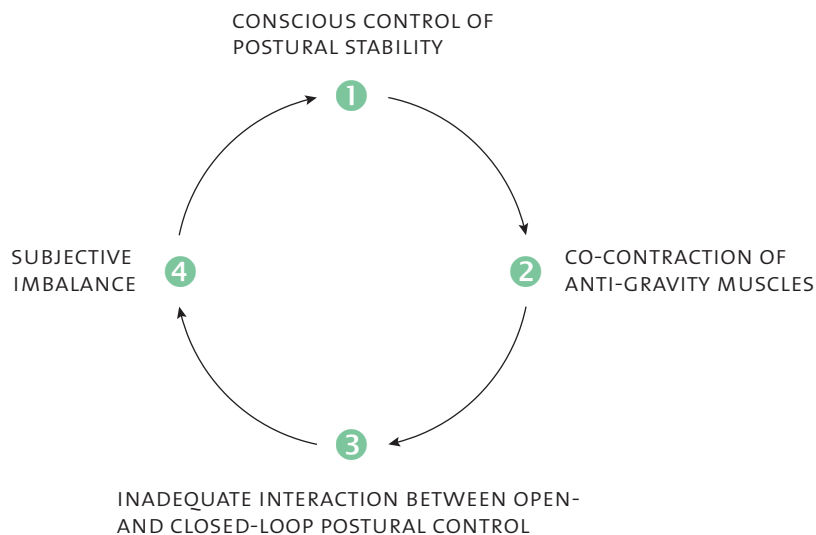 CONSCIOUS CONTROL OF
POSTURAL STABILITY
1
SUBJECTIVE
IMBALANCE
4
2
CO-CONTRACTION OF
ANTI-GRAVITY MUSCLES
3
INADEQUATE INTERACTION BETWEEN OPEN-
AND CLOSED-LOOP POSTURAL CONTROL